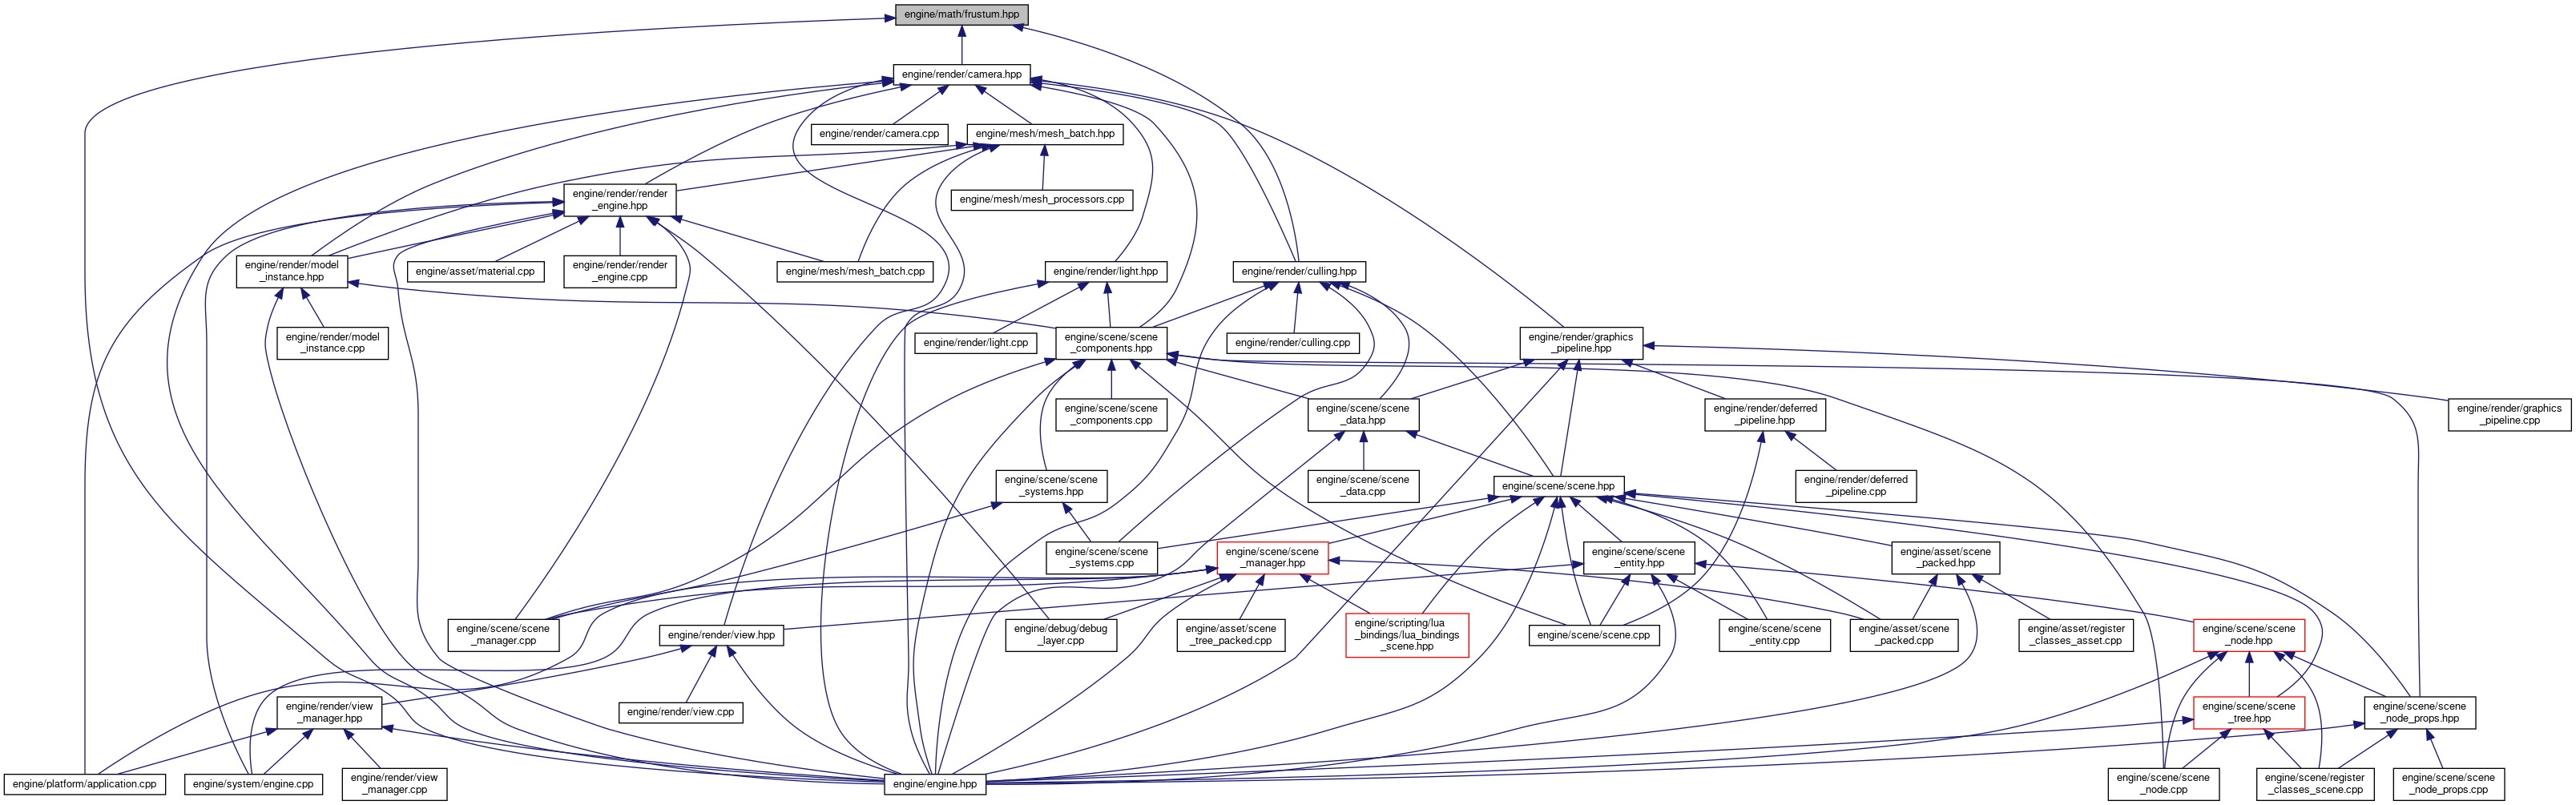 engine/math/frustum.hpp
engine/render/camera.hpp
engine/render/camera.cpp
engine/mesh/mesh_batch.hpp
engine/render/render
_engine.hpp
engine/mesh/mesh_processors.cpp
engine/render/model
_instance.hpp
engine/asset/material.cpp
engine/render/render
_engine.cpp
engine/mesh/mesh_batch.cpp
engine/render/light.hpp
engine/render/culling.hpp
engine/render/model
_instance.cpp
engine/render/light.cpp
engine/scene/scene
_components.hpp
engine/render/culling.cpp
engine/render/graphics
_pipeline.hpp
engine/scene/scene
_components.cpp
engine/scene/scene
_data.hpp
engine/render/deferred
_pipeline.hpp
engine/render/graphics
_pipeline.cpp
engine/scene/scene
_systems.hpp
engine/scene/scene
_data.cpp
engine/scene/scene.hpp
engine/render/deferred
_pipeline.cpp
engine/scene/scene
_systems.cpp
engine/scene/scene
_manager.hpp
engine/scene/scene
_entity.hpp
engine/asset/scene
_packed.hpp
engine/scene/scene
_manager.cpp
engine/render/view.hpp
engine/debug/debug
_layer.cpp
engine/asset/scene
_tree_packed.cpp
engine/scripting/lua
_bindings/lua_bindings
_scene.hpp
engine/scene/scene.cpp
engine/scene/scene
_entity.cpp
engine/asset/scene
_packed.cpp
engine/asset/register
_classes_asset.cpp
engine/scene/scene
_node.hpp
engine/render/view
_manager.hpp
engine/render/view.cpp
engine/scene/scene
_tree.hpp
engine/scene/scene
_node_props.hpp
engine/platform/application.cpp
engine/system/engine.cpp
engine/render/view
_manager.cpp
engine/engine.hpp
engine/scene/scene
_node.cpp
engine/scene/register
_classes_scene.cpp
engine/scene/scene
_node_props.cpp